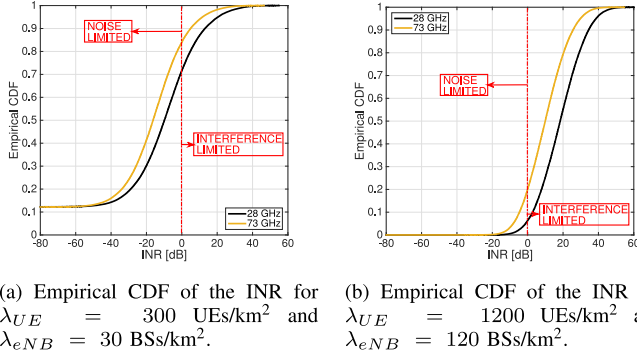 1
0.9
0.8
0.7
0.6
0.5
0.4
0.3
0.2
0.1
0
Empirical CDF
NOISE
LIMITED
INTERFERENCE
LIMITED
28 GHz
73 GHz
-80 -60 -40 -20 0 20 40 60
INR [dB]
1
0.9
0.8
0.7
0.6
0.5
0.4
0.3
0.2
0.1
0
Empirical CDF
28 GHz
73 GHz
NOISE
LIMITED
INTERFERENCE
LIMITED
-80 -60 -40 -20 0 20 40 60
INR [dB]
(a) Empirical CDF of the INR for
λUE = 300 UEs/km² and
λeNB = 30 BSs/km².
(b) Empirical CDF of the INR
λUE = 1200 UEs/km²
λeNB = 120 BSs/km².